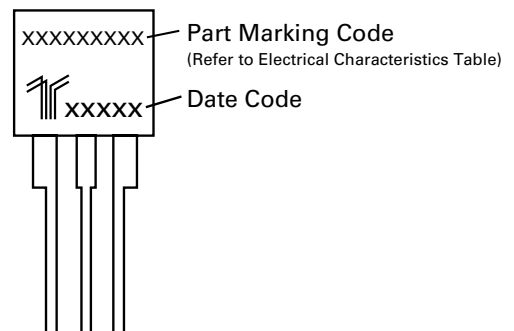 XXXXXXXXX
Part Marking Code
(Refer to Electrical Characteristics Table)
XXXXX
Date Code